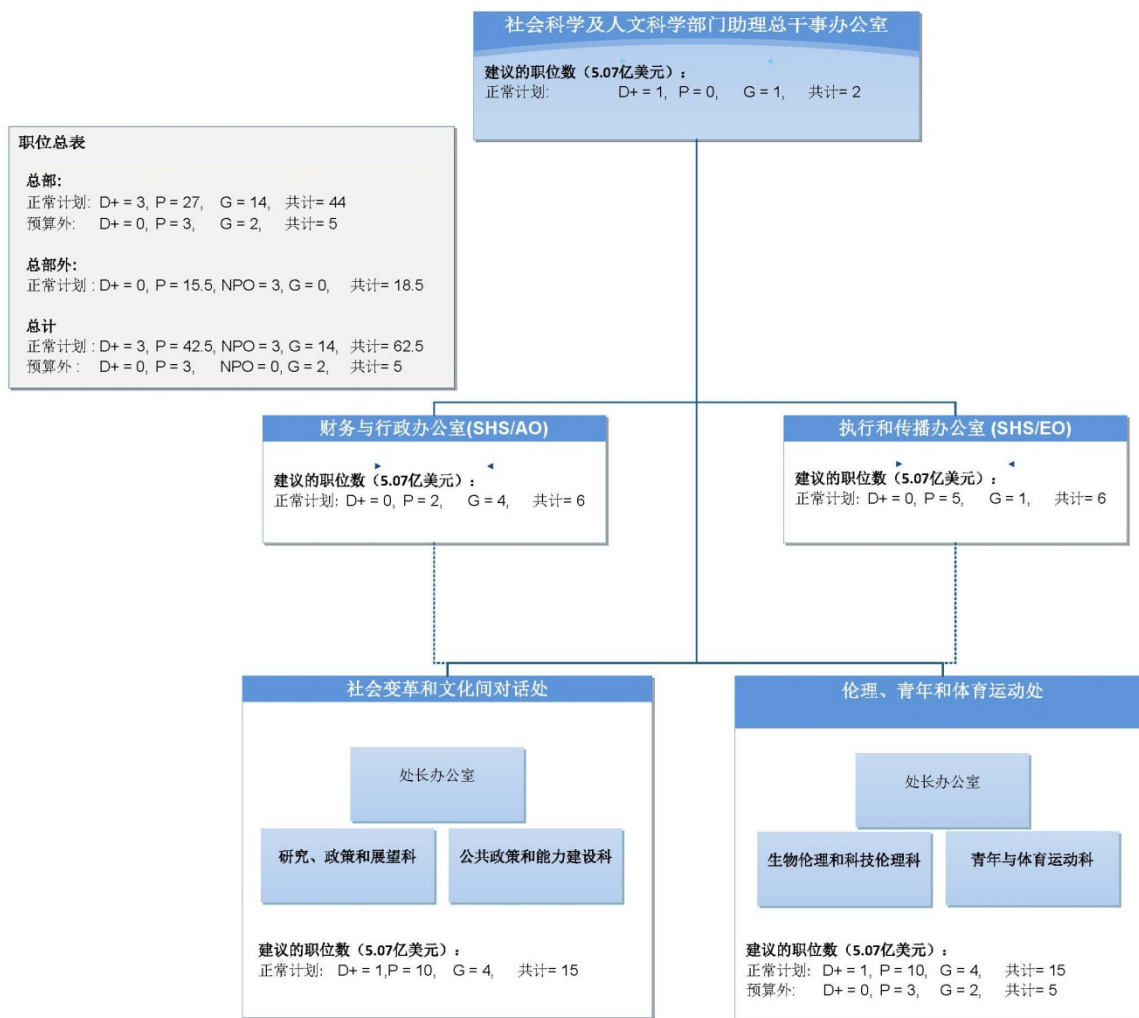 社会科学及人文科学部门助理总干事办公室
建议的职位数（5.07亿美元）：
正常计划: D+ = 1, P = 0, G = 1, 共计= 2
职位总表
总部:
正常计划: D+ = 3, P = 27, G = 14, 共计= 44
预算外: D+ = 0, P = 3, G = 2, 共计= 5
总部外:
正常计划 : D+ = 0, P = 15.5, NPO = 3, G = 0, 共计= 18.5
总计
正常计划 : D+ = 3, P = 42.5, NPO = 3, G = 14, 共计= 62.5
预算外 : D+ = 0, P = 3, NPO = 0, G = 2, 共计= 5
财务与行政办公室(SHS/AO)
建议的职位数（5.07亿美元）：
正常计划: D+ = 0, P = 2, G = 4, 共计= 6
执行和传播办公室 (SHS/EO)
建议的职位数（5.07亿美元）：
正常计划: D+ = 0, P = 5, G = 1, 共计= 6
社会变革和文化间对话处
处长办公室
研究、政策和展望科
公共政策和能力建设科
建议的职位数（5.07亿美元）：
正常计划: D+ = 1,P = 10, G = 4, 共计= 15
伦理、青年和体育运动处
处长办公室
生物伦理和科技伦理科
青年与体育运动科
建议的职位数（5.07亿美元）：
正常计划: D+ = 1, P = 10, G = 4, 共计= 15
预算外: D+ = 0, P = 3, G = 2, 共计= 5